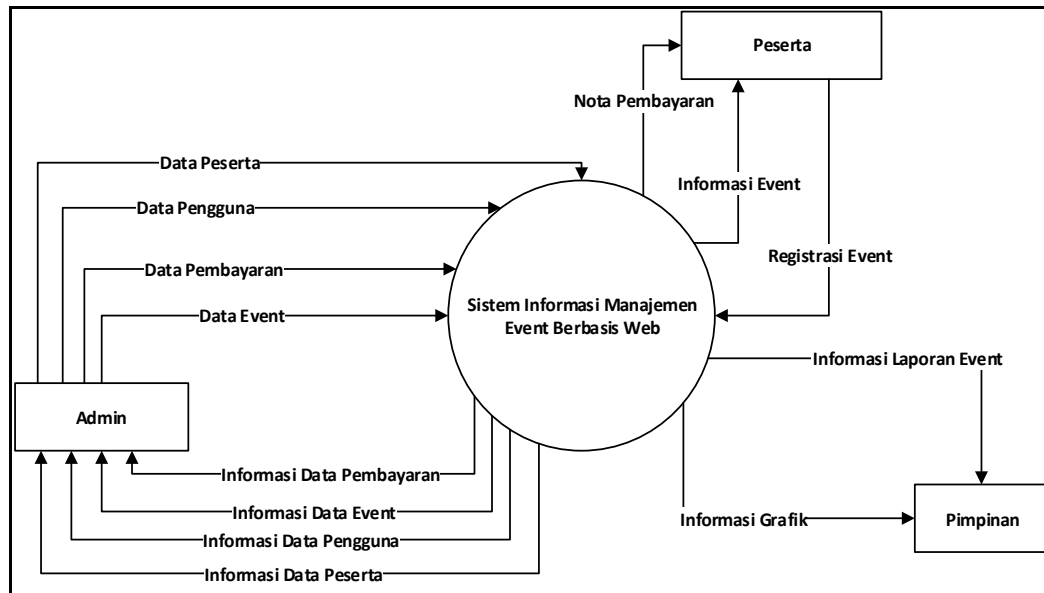 Peserta
Nota Pembayaran
Data Peserta
Informasi Event
Data Pengguna
Registrasi Event
Data Pembayaran
Sistem Informasi Manajemen
Event Berbasis Web
Data Event
Informasi Laporan Event
Admin
Informasi Data Pembayaran
Informasi Data Event
Informasi Grafik
Pimpinan
Informasi Data Pengguna
Informasi Data Peserta